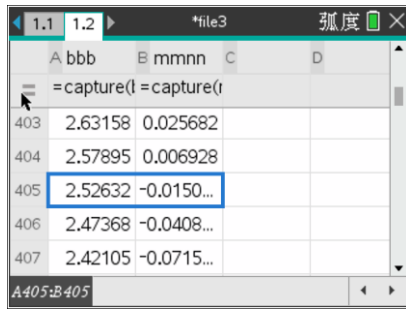 1.1 1.2 *file3 弧度
A bbb B mmnn C D
= =capture(l =capture(r
403 2.63158 0.025682
404 2.57895 0.006928
405 2.52632 -0.0150...
406 2.47368 -0.0408...
407 2.42105 -0.0715...
A405:B405